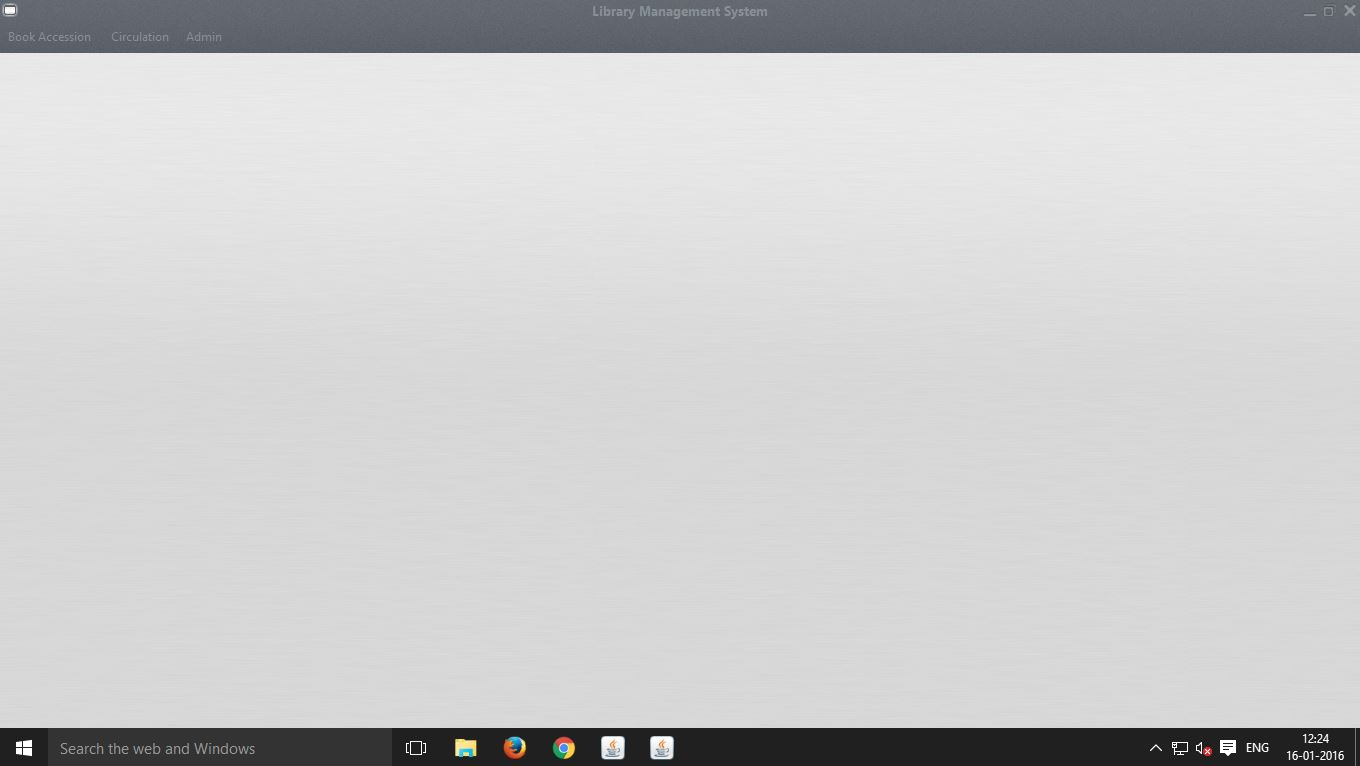 Library Management System
Book Accession Circulation Admin
Search the web and Windows
ENG
12:24
16-01-2016